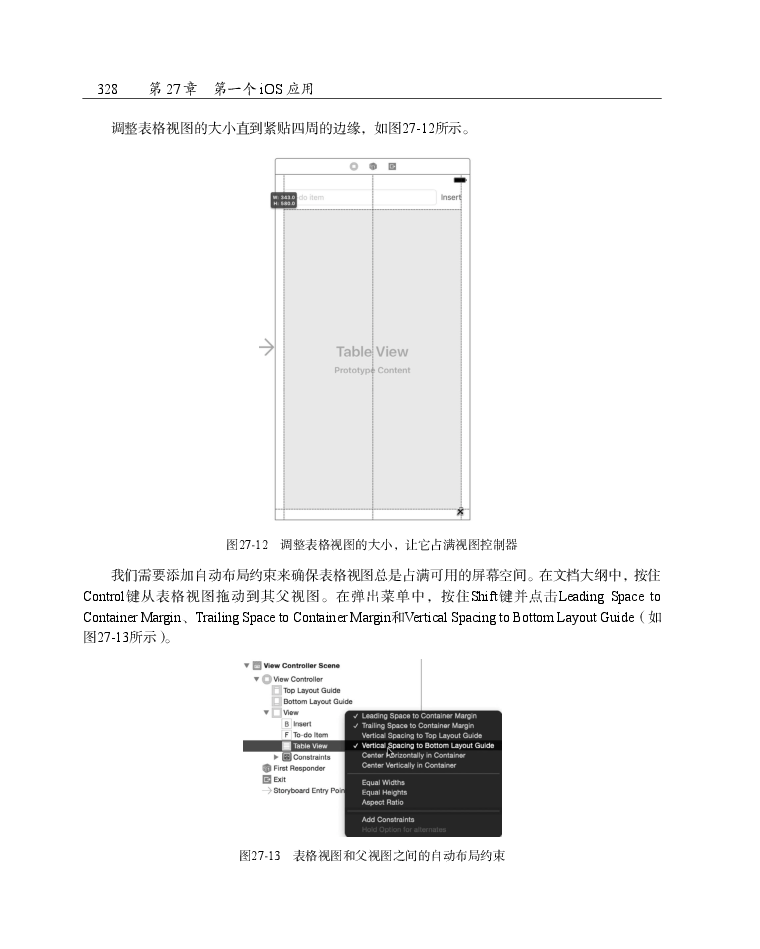 328 第 27 章 第一个 iOS 应用
调整表格视图的大小直到紧贴四周的边缘，如图27-12所示。
W: 343.0
H: 580.0
do item
Insert
Table View
Prototype Content
图27-12 调整表格视图的大小，让它占满视图控制器
我们需要添加自动布局约束来确保表格视图总是占满可用的屏幕空间。在文档大纲中，按住
Control键从表格视图拖动到其父视图。在弹出菜单中，按住Shift键并点击Leading Space to
Container Margin、Trailing Space to Container Margin和Vertical Spacing to Bottom Layout Guide（如
图27-13所示）。
View Controller Scene
View Controller
Top Layout Guide
Bottom Layout Guide
View
B Insert
F To-do Item
Table View
Constraints
First Responder
Exit
Storyboard Entry Poin
✓ Leading Space to Container Margin
✓ Trailing Space to Container Margin
Vertical Spacing to Top Layout Guide
✓ Vertical Spacing to Bottom Layout Guide
Center Horizontally in Container
Center Vertically in Container
Equal Widths
Equal Heights
Aspect Ratio
Add Constraints
Hold Option for alternates
图27-13 表格视图和父视图之间的自动布局约束